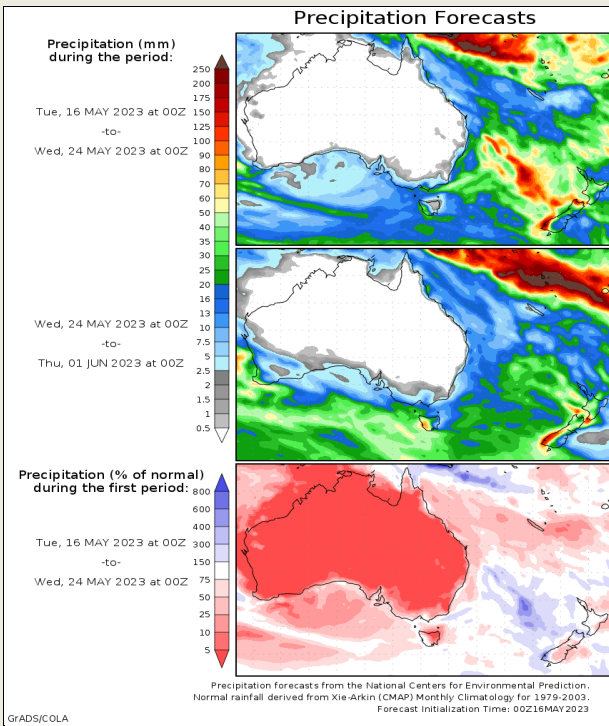 Precipitation Forecasts
Precipitation (mm)
during the period:
Tue, 16 MAY 2023 at 00Z
-to-
Wed, 24 MAY 2023 at 00Z
250
200
175
150
125
100
90
80
70
60
50
40
35
30
25
20
16
13
10
7.5
5
2.5
2
1.5
1
0.5
Wed, 24 MAY 2023 at 00Z
-to-
Thu, 01 JUN 2023 at 00Z
Precipitation (% of normal)
during the first period:
Tue, 16 MAY 2023 at 00Z
-to-
Wed, 24 MAY 2023 at 00Z
800
600
400
300
150
75
50
25
10
5
Precipitation forecasts from the National Centers for Environmental Prediction.
Normal rainfall derived from Xie-Arkin (CMAP) Monthly Climatology for 1979-2003.
Forecast Initialization Time: 00Z16MAY2023
GrADS/COLA